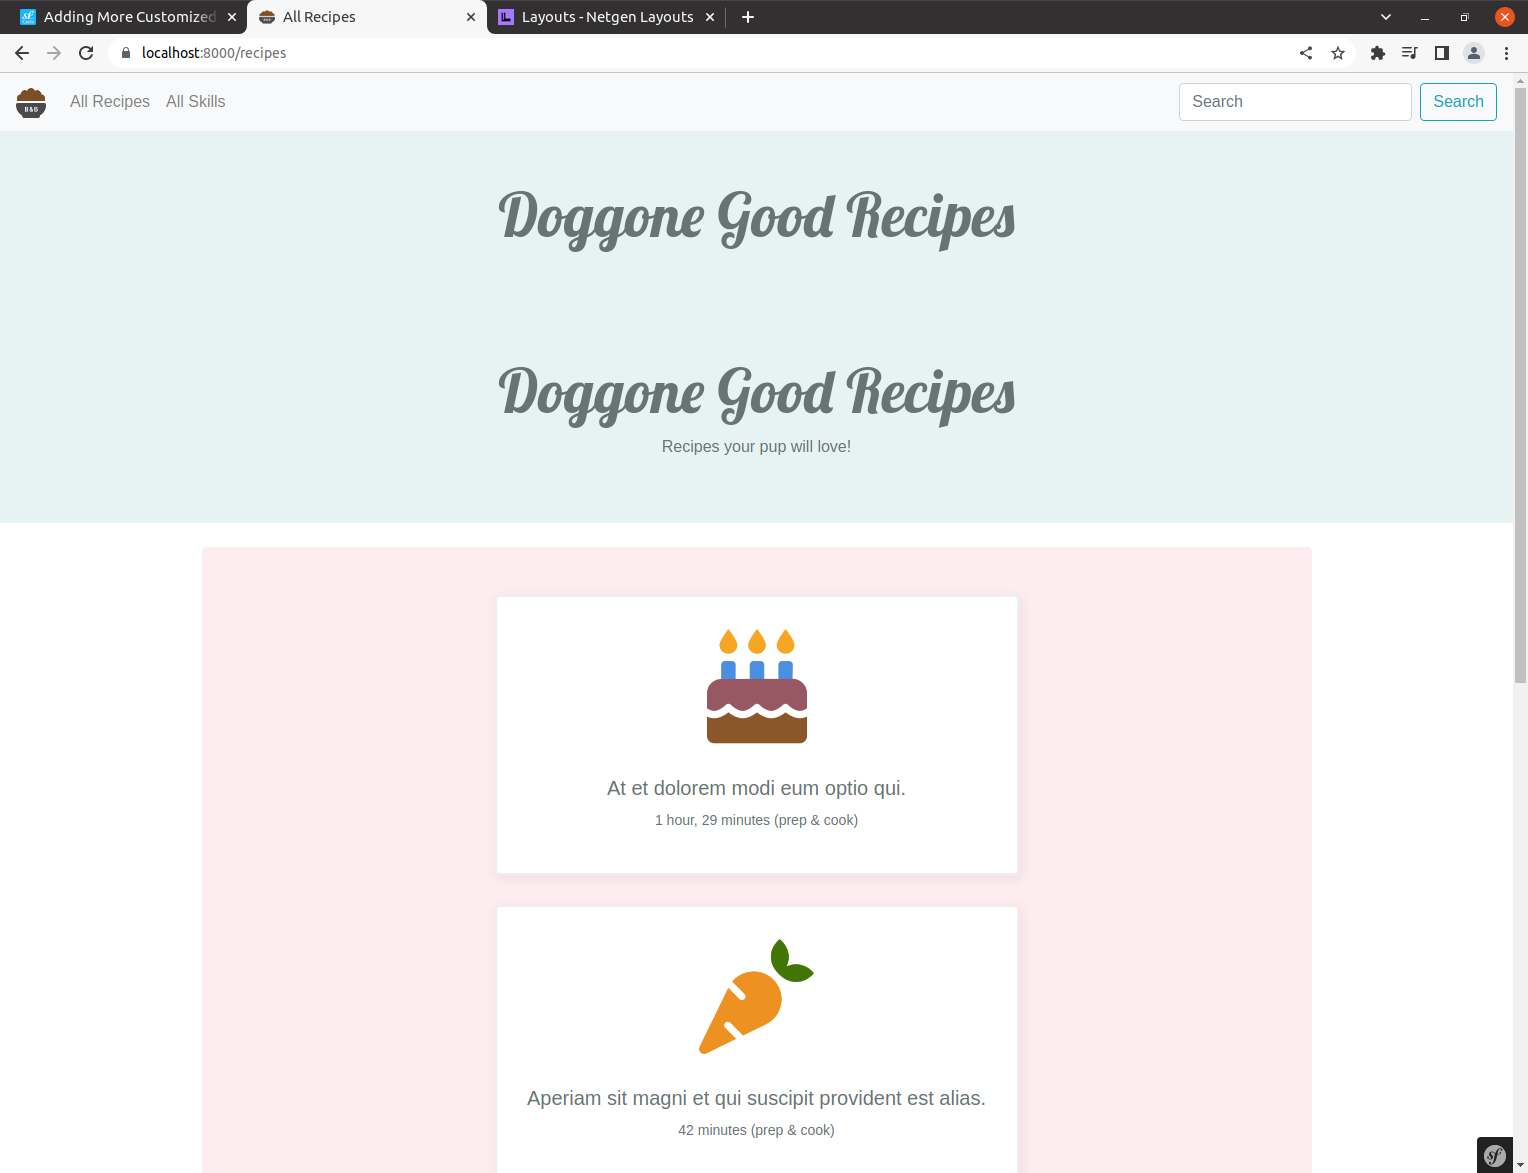 Adding More Customized
All Recipes
Layouts - Netgen Layouts
localhost:8000/recipes
B&B
All Recipes
All Skills
Search
Search
Doggone Good Recipes
Doggone Good Recipes
Recipes your pup will love!
At et dolorem modi eum optio qui.
1 hour, 29 minutes (prep & cook)
Aperiam sit magni et qui suscipit provident est alias.
42 minutes (prep & cook)
sf